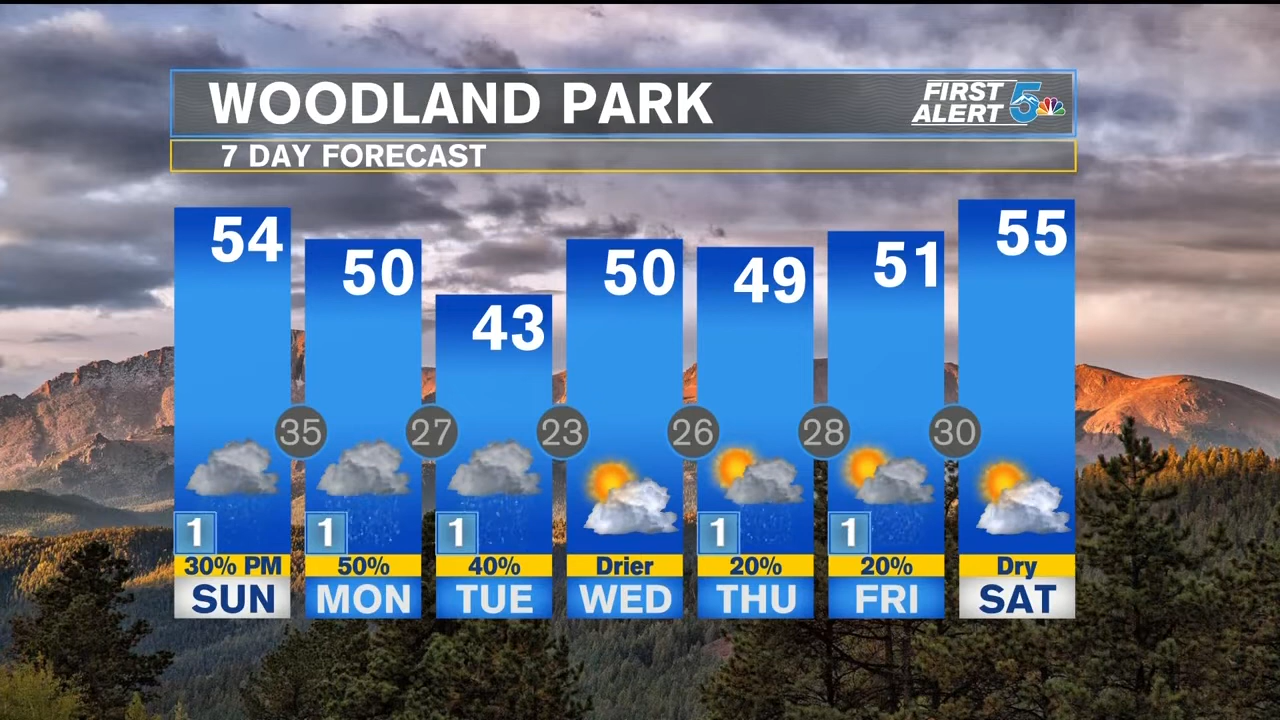 WOODLAND PARK
FIRST
ALERT 5
7 DAY FORECAST
54 50 43 50 49 51 55
35 27 23 26 28 30
1 1 1 1 1
30% PM 50% 40% Drier 20% 20% Dry
SUN MON TUE WED THU FRI SAT